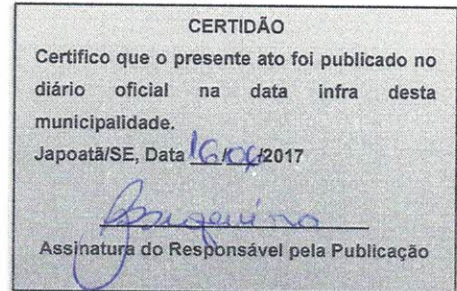 CERTIDÃO
Certifico que o presente ato foi publicado no
diário oficial na data infra desta
municipalidade.
Japoatã/SE, Data 16/ /2017
Assinatura do Responsável pela Publicação